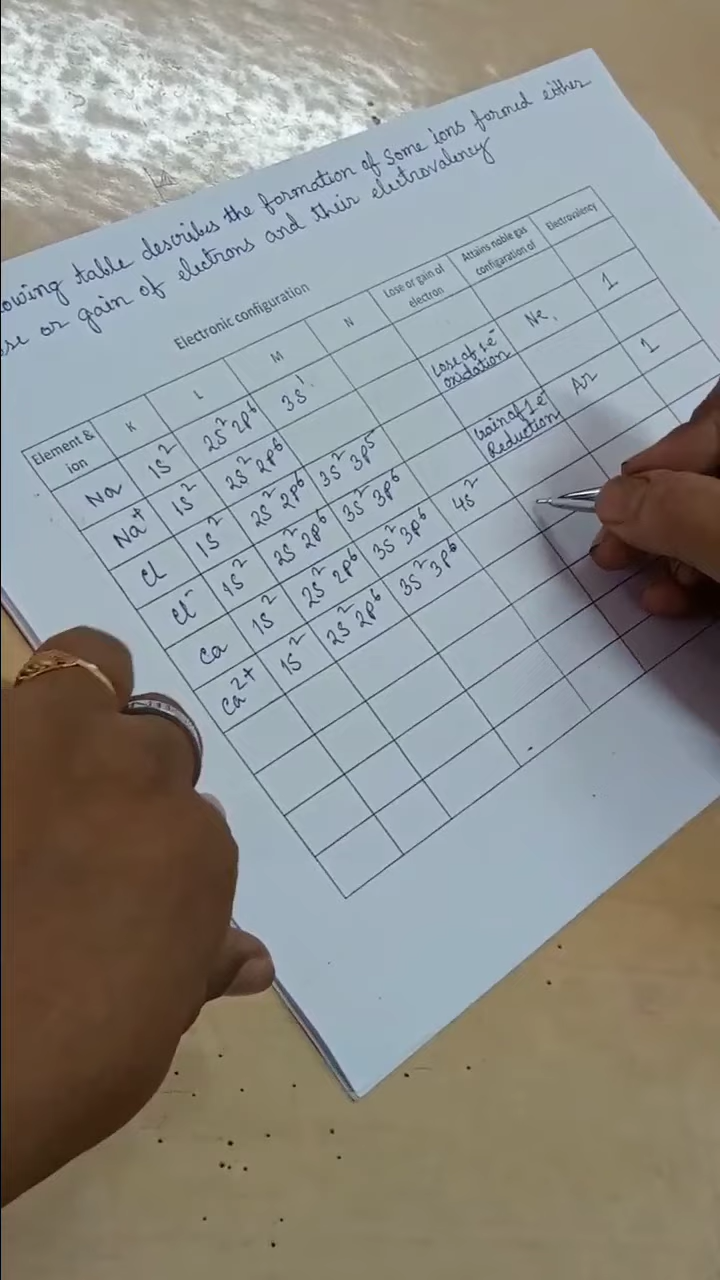 owing table describes the formation of some ions formed either
se or gain of electrons and their electrovalency
Electronic configuration
Element & ion K L M N Lose or gain of electron Attains noble gas configaration of Electrovalency
Na 1S² 2S² 2P⁶ 3S¹
Na⁺ 1S² 2S² 2P⁶ Lose of 1e⁻ oxidation Ne, 1
Cl 1S² 2S² 2P⁶ 3S² 3P⁵
Cl⁻ 1S² 2S² 2P⁶ 3S² 3P⁶ Gain of 1e⁻ Reduction Ar 1
Ca 1S² 2S² 2P⁶ 3S² 3P⁶ 4S²
Ca²⁺ 1S² 2S² 2P⁶ 3S² 3P⁶